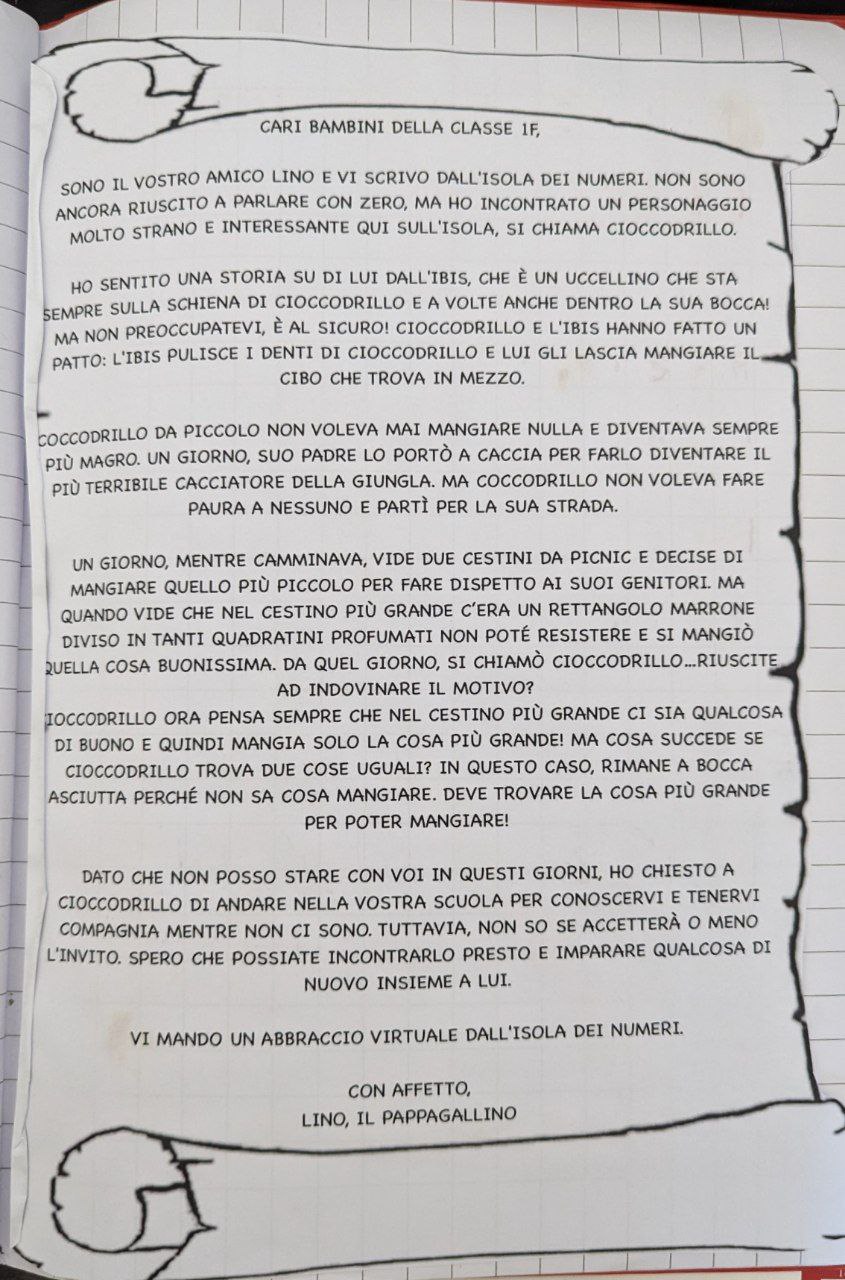 CARI BAMBINI DELLA CLASSE 1F,
SONO IL VOSTRO AMICO LINO E VI SCRIVO DALL'ISOLA DEI NUMERI. NON SONO
ANCORA RIUSCITO A PARLARE CON ZERO, MA HO INCONTRATO UN PERSONAGGIO
MOLTO STRANO E INTERESSANTE QUI SULL'ISOLA, SI CHIAMA CIOCCODRILLO.
HO SENTITO UNA STORIA SU DI LUI DALL'IBIS, CHE È UN UCCELLINO CHE STA
SEMPRE SULLA SCHIENA DI CIOCCODRILLO E A VOLTE ANCHE DENTRO LA SUA BOCCA!
MA NON PREOCCUPATEVI, È AL SICURO! CIOCCODRILLO E L'IBIS HANNO FATTO UN
PATTO: L'IBIS PULISCE I DENTI DI CIOCCODRILLO E LUI GLI LASCIA MANGIARE IL
CIBO CHE TROVA IN MEZZO.
COCCODRILLO DA PICCOLO NON VOLEVA MAI MANGIARE NULLA E DIVENTAVA SEMPRE
PIÙ MAGRO. UN GIORNO, SUO PADRE LO PORTÒ A CACCIA PER FARLO DIVENTARE IL
PIÙ TERRIBILE CACCIATORE DELLA GIUNGLA. MA COCCODRILLO NON VOLEVA FARE
PAURA A NESSUNO E PARTÌ PER LA SUA STRADA.
UN GIORNO, MENTRE CAMMINAVA, VIDE DUE CESTINI DA PICNIC E DECISE DI
MANGIARE QUELLO PIÙ PICCOLO PER FARE DISPETTO AI SUOI GENITORI. MA
QUANDO VIDE CHE NEL CESTINO PIÙ GRANDE C'ERA UN RETTANGOLO MARRONE
DIVISO IN TANTI QUADRATINI PROFUMATI NON POTÉ RESISTERE E SI MANGIÒ
QUELLA COSA BUONISSIMA. DA QUEL GIORNO, SI CHIAMÒ CIOCCODRILLO...RIUSCITE
AD INDOVINARE IL MOTIVO?
CIOCCODRILLO ORA PENSA SEMPRE CHE NEL CESTINO PIÙ GRANDE CI SIA QUALCOSA
DI BUONO E QUINDI MANGIA SOLO LA COSA PIÙ GRANDE! MA COSA SUCCEDE SE
CIOCCODRILLO TROVA DUE COSE UGUALI? IN QUESTO CASO, RIMANE A BOCCA
ASCIUTTA PERCHÉ NON SA COSA MANGIARE. DEVE TROVARE LA COSA PIÙ GRANDE
PER POTER MANGIARE!
DATO CHE NON POSSO STARE CON VOI IN QUESTI GIORNI, HO CHIESTO A
CIOCCODRILLO DI ANDARE NELLA VOSTRA SCUOLA PER CONOSCERVI E TENERVI
COMPAGNIA MENTRE NON CI SONO. TUTTAVIA, NON SO SE ACCETTERÀ O MENO
L'INVITO. SPERO CHE POSSIATE INCONTRARLO PRESTO E IMPARARE QUALCOSA DI
NUOVO INSIEME A LUI.
VI MANDO UN ABBRACCIO VIRTUALE DALL'ISOLA DEI NUMERI.
CON AFFETTO,
LINO, IL PAPPAGALLINO